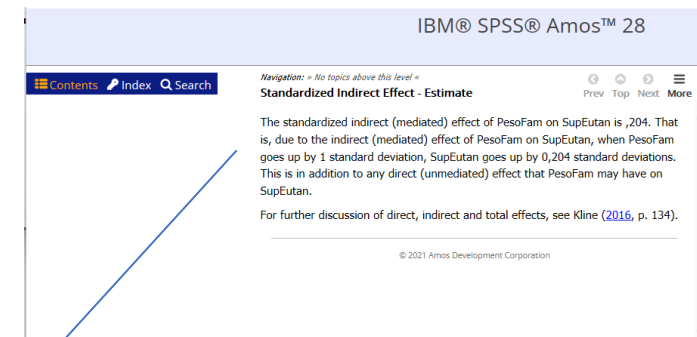 IBM® SPSS® Amos™ 28
Contents Index Search
Navigation: » No topics above this level «
Standardized Indirect Effect - Estimate
Prev Top Next More
The standardized indirect (mediated) effect of PesoFam on SupEutan is ,204. That
is, due to the indirect (mediated) effect of PesoFam on SupEutan, when PesoFam
goes up by 1 standard deviation, SupEutan goes up by 0,204 standard deviations.
This is in addition to any direct (unmediated) effect that PesoFam may have on
SupEutan.
For further discussion of direct, indirect and total effects, see Kline (2016, p. 134).
© 2021 Amos Development Corporation